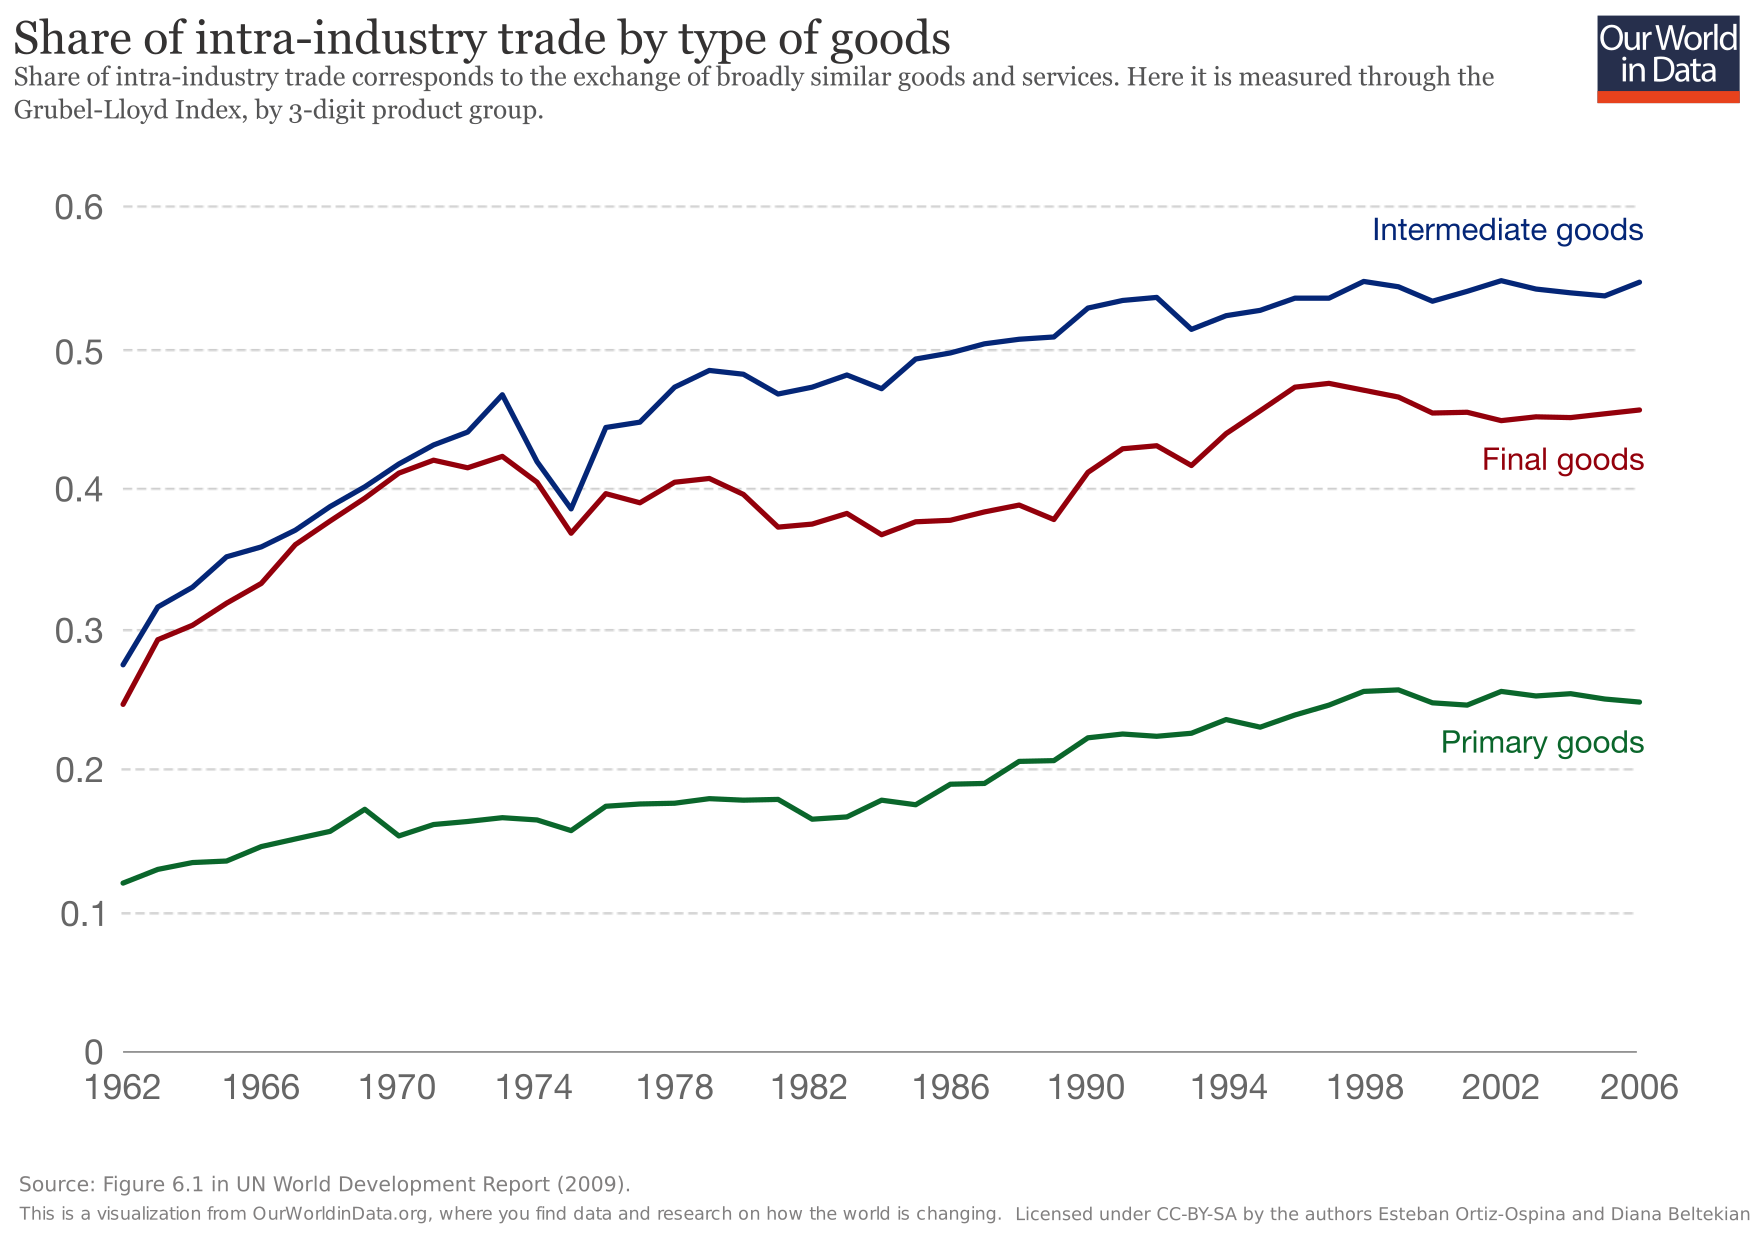 Share of intra-industry trade by type of goods
Share of intra-industry trade corresponds to the exchange of broadly similar goods and services. Here it is measured through the
Grubel-Lloyd Index, by 3-digit product group.
Our World
in Data
0.6
Intermediate goods
0.5
Final goods
0.4
0.3
Primary goods
0.2
0.1
0
1962 1966 1970 1974 1978 1982 1986 1990 1994 1998 2002 2006
Source: Figure 6.1 in UN World Development Report (2009).
This is a visualization from OurWorldinData.org, where you find data and research on how the world is changing. Licensed under CC-BY-SA by the authors Esteban Ortiz-Ospina and Diana Beltekian